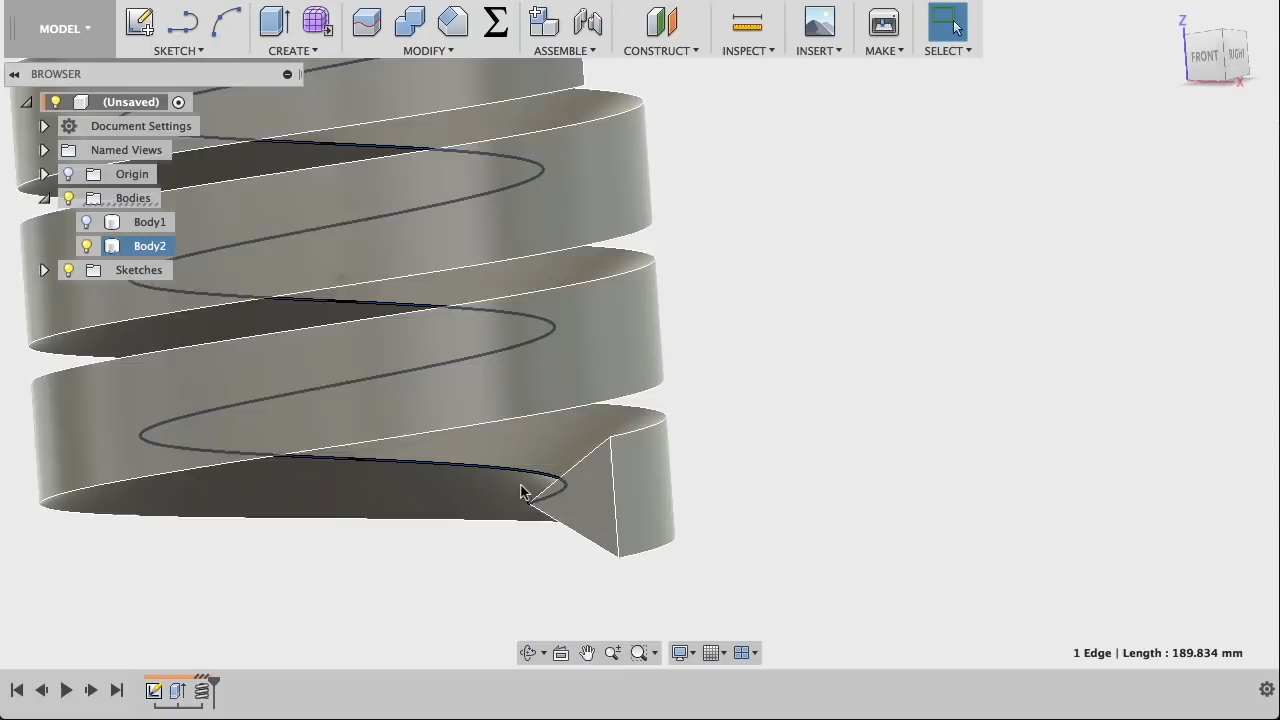 MODEL
SKETCH
CREATE
MODIFY
ASSEMBLE
CONSTRUCT
INSPECT
INSERT
MAKE
SELECT
BROWSER
(Unsaved)
Document Settings
Named Views
Origin
Bodies
Body1
Body2
Sketches
Z
FRONT
RIGHT
X
1 Edge | Length : 189.834 mm